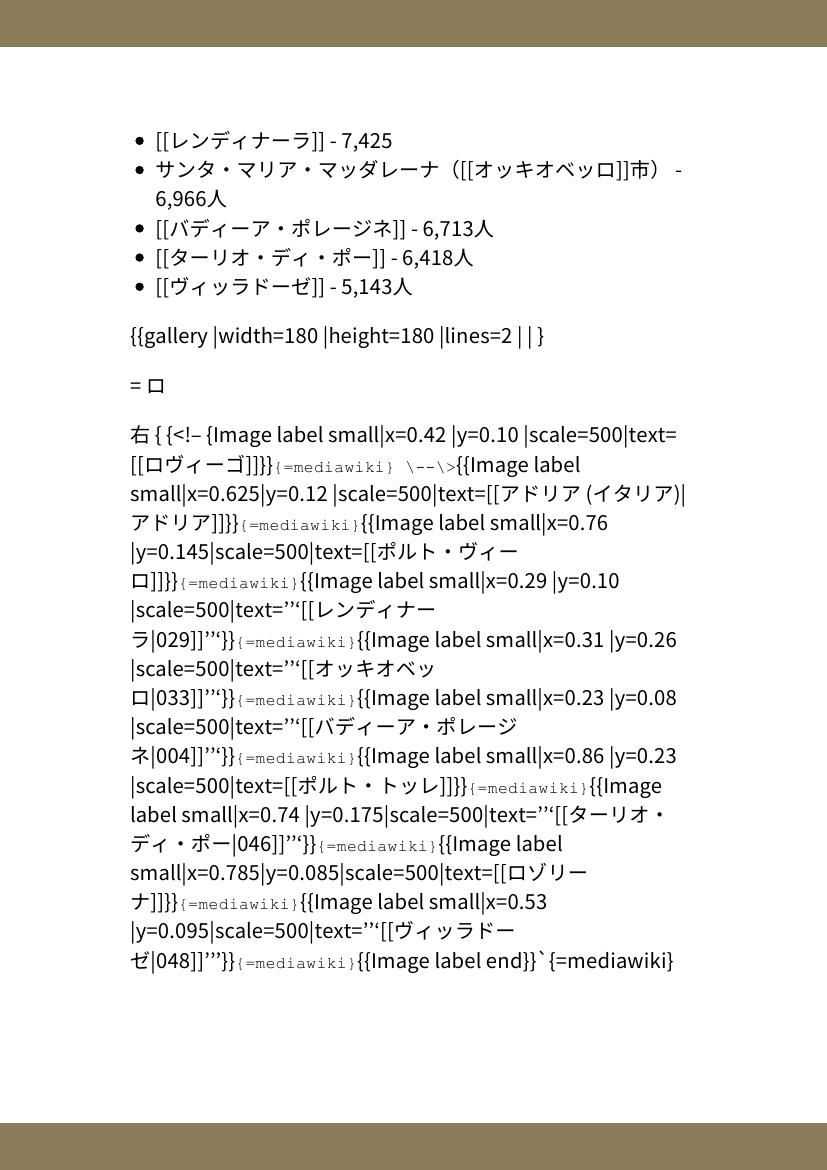 • [[レンディナーラ]] - 7,425
• サンタ・マリア・マッダレーナ（[[オッキオベッロ]]市） -
6,966人
• [[バディーア・ポレージネ]] - 6,713人
• [[ターリオ・ディ・ポー]] - 6,418人
• [[ヴィッラドーゼ]] - 5,143人
{{gallery |width=180 |height=180 |lines=2 | | }
= ロ
右 { {<!– {Image label small|x=0.42 |y=0.10 |scale=500|text=
[[ロヴィーゴ]]}}{=mediawiki} \--\>{{Image label
small|x=0.625|y=0.12 |scale=500|text=[[アドリア (イタリア)|
アドリア]]}}{=mediawiki}{{Image label small|x=0.76
|y=0.145|scale=500|text=[[ポルト・ヴィー
ロ]]}}{=mediawiki}{{Image label small|x=0.29 |y=0.10
|scale=500|text=’’‘[[レンディナー
ラ|029]]’’‘}}{=mediawiki}{{Image label small|x=0.31 |y=0.26
|scale=500|text=’’‘[[オッキオベッ
ロ|033]]’’‘}}{=mediawiki}{{Image label small|x=0.23 |y=0.08
|scale=500|text=’’‘[[バディーア・ポレージ
ネ|004]]’’‘}}{=mediawiki}{{Image label small|x=0.86 |y=0.23
|scale=500|text=[[ポルト・トッレ]]}}{=mediawiki}{{Image
label small|x=0.74 |y=0.175|scale=500|text=’’‘[[ターリオ・
ディ・ポー|046]]’’‘}}{=mediawiki}{{Image label
small|x=0.785|y=0.085|scale=500|text=[[ロゾリー
ナ]]}}{=mediawiki}{{Image label small|x=0.53
|y=0.095|scale=500|text=’’‘[[ヴィッラドー
ゼ|048]]’’’}}{=mediawiki}{{Image label end}}`{=mediawiki}